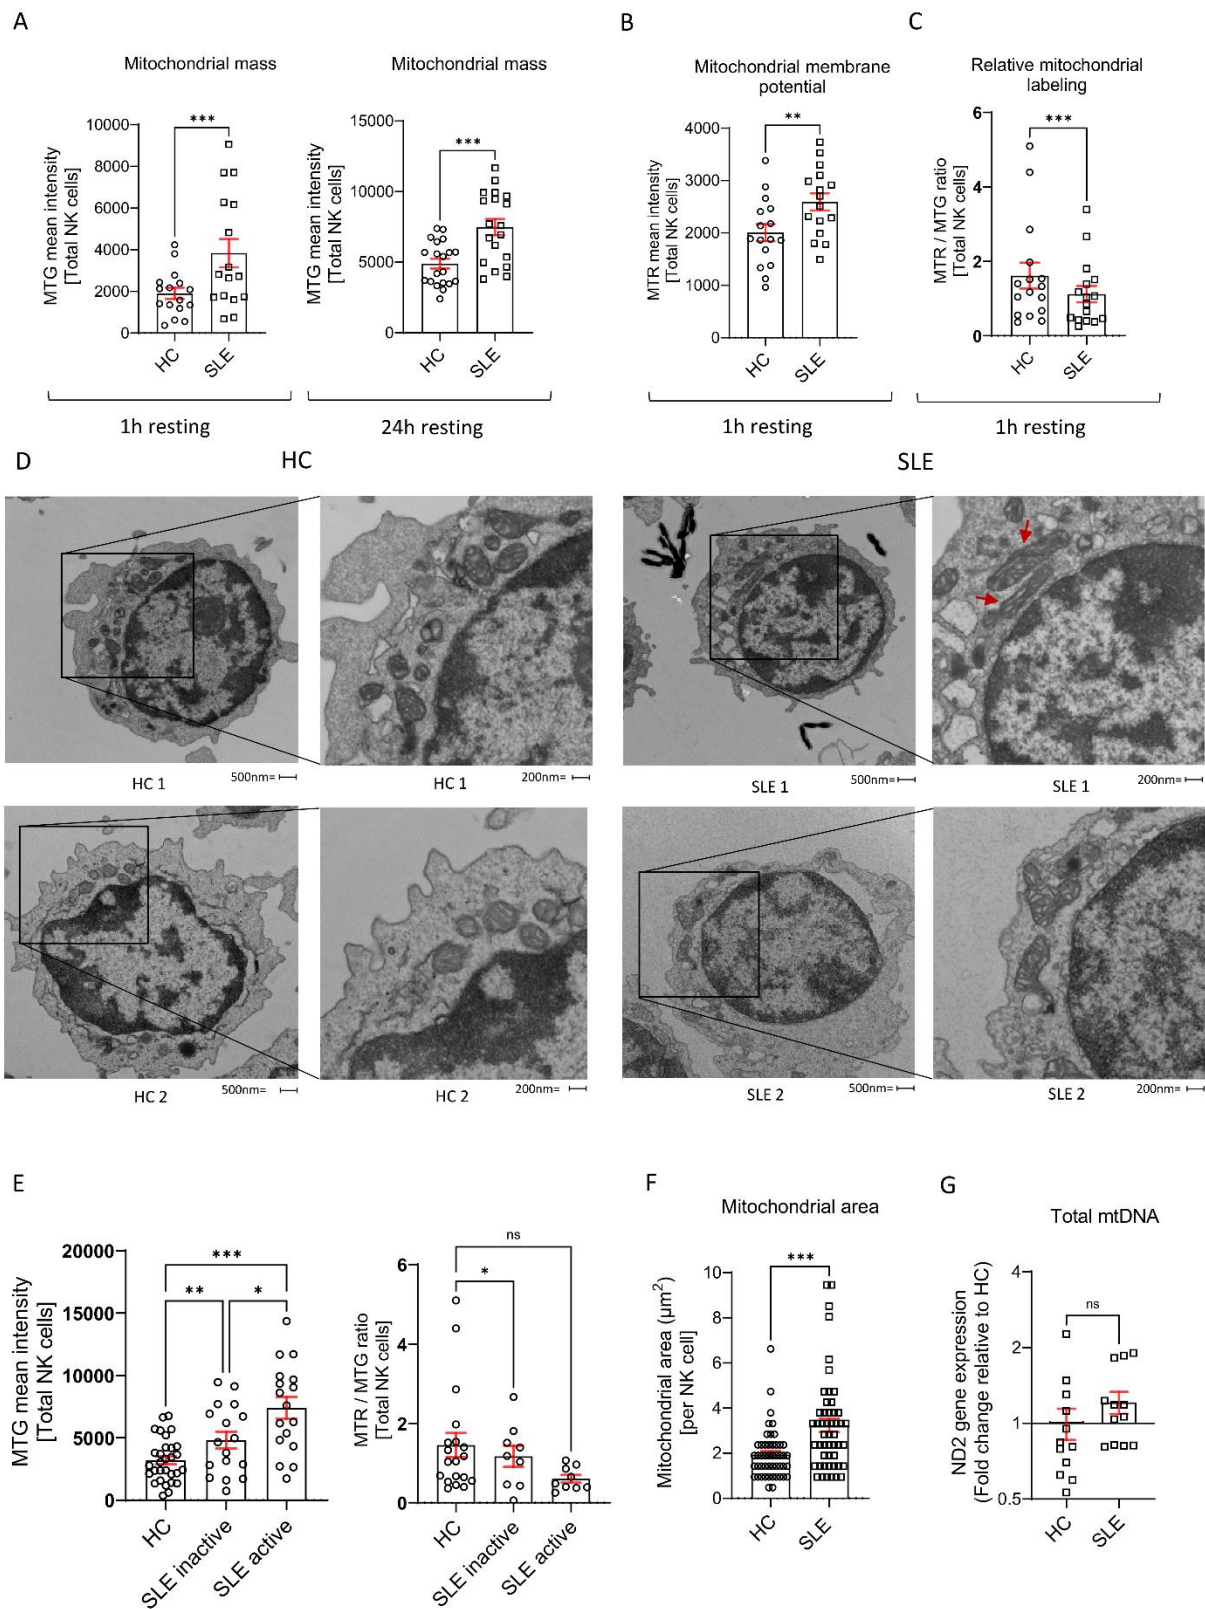 A
B
C
Mitochondrial mass
Mitochondrial mass
Mitochondrial membrane
potential
Relative mitochondrial
labeling
MTG mean intensity
[Total NK cells]
10000
8000
6000
4000
2000
0
***
HC
SLE
1h resting
MTG mean intensity
[Total NK cells]
15000
10000
5000
0
***
HC
SLE
24h resting
MTR mean intensity
[Total NK cells]
4000
3000
2000
1000
0
**
HC
SLE
1h resting
MTR / MTG ratio
[Total NK cells]
6
4
2
0
***
HC
SLE
1h resting
D
HC
SLE
HC 1
500nm=
HC 1
200nm=
SLE 1
500nm=
SLE 1
200nm=
HC 2
500nm=
HC 2
200nm=
SLE 2
500nm=
SLE 2
200nm=
E
MTG mean intensity
[Total NK cells]
20000
15000
10000
5000
0
***
**
*
HC
SLE inactive
SLE active
MTR / MTG ratio
[Total NK cells]
6
4
2
0
ns
*
HC
SLE inactive
SLE active
F
Mitochondrial area
Mitochondrial area (μm²)
[per NK cell]
10
8
6
4
2
0
***
HC
SLE
G
Total mtDNA
ND2 gene expression
(Fold change relative to HC)
4
2
1
0.5
ns
HC
SLE